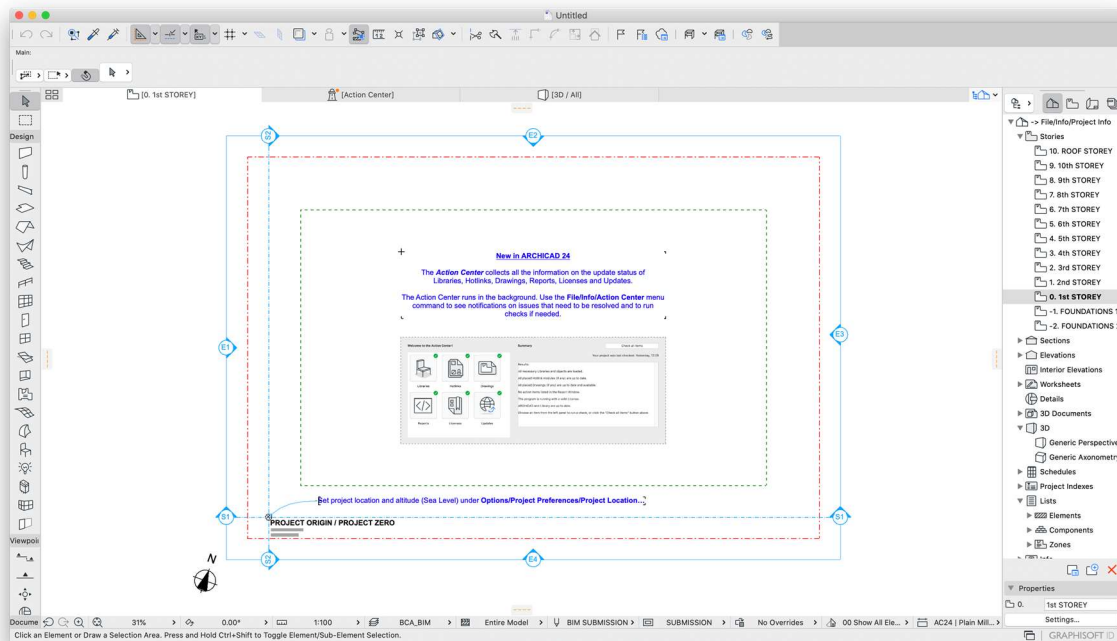 Untitled
Main:
[0. 1st STOREY]
[Action Center]
[3D / All]
Design
Viewpoi
Docume
S2
E2
E1
E3
S1
S1
S2
E4
N
New in ARCHICAD 24
The Action Center collects all the information on the update status of
Libraries, Hotlinks, Drawings, Reports, Licenses and Updates.
The Action Center runs in the background. Use the File/Info/Action Center menu
command to see notifications on issues that need to be resolved and to run
checks if needed.
Welcome to the Action Center!
Summary
Check all Items
Libraries
Hotlinks
Drawings
Reports
Licenses
Updates
Set project location and altitude (Sea Level) under Options/Project Preferences/Project Location...
PROJECT ORIGIN / PROJECT ZERO
-> File/Info/Project Info
Stories
10. ROOF STOREY
9. 10th STOREY
8. 9th STOREY
7. 8th STOREY
6. 7th STOREY
5. 6th STOREY
4. 5th STOREY
3. 4th STOREY
2. 3rd STOREY
1. 2nd STOREY
0. 1st STOREY
-1. FOUNDATIONS 1
-2. FOUNDATIONS
Sections
Elevations
Interior Elevations
Worksheets
Details
3D Documents
3D
Generic Perspective
Generic Axonometry
Schedules
Project Indexes
Lists
Elements
Components
Zones
Properties
0.
1st STOREY
Settings...
31%
0.00°
1:100
BCA_BIM
Entire Model
BIM SUBMISSION
SUBMISSION
No Overrides
00 Show All Ele...
AC24 | Plain Mill...
Click an Element or Draw a Selection Area. Press and Hold Ctrl+Shift to Toggle Element/Sub-Element Selection.
GRAPHISOFT ID